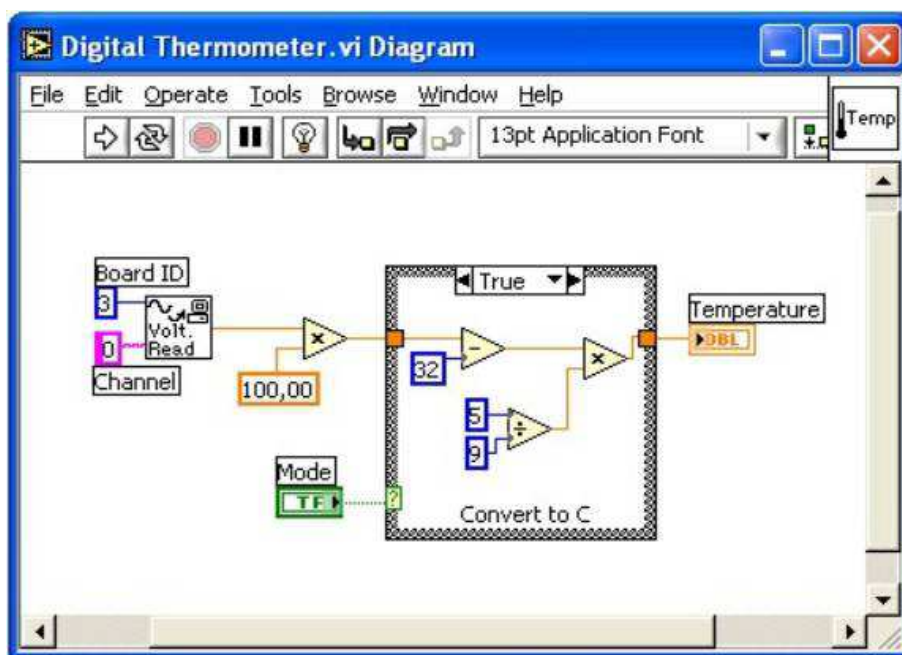 Digital Thermometer.vi Diagram
File Edit Operate Tools Browse Window Help
13pt Application Font
Temp
Board ID
3
Volt.
Read
0
Channel
100,00
True
32
5
9
Convert to C
Mode
TF
?
Temperature
DBL